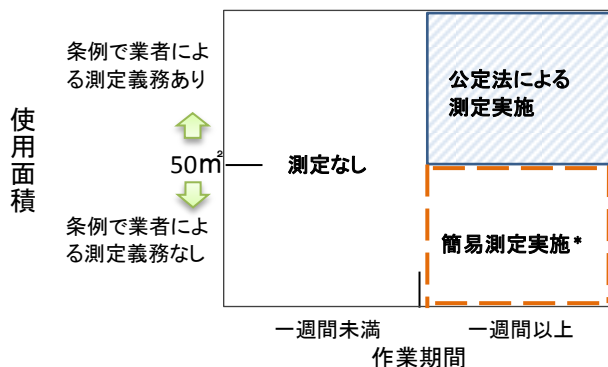 条例で業者によ
る測定義務あり
公定法による
測定実施
使用面積
50㎡
測定なし
条例で業者によ
る測定義務なし
簡易測定実施*
一週間未満
一週間以上
作業期間